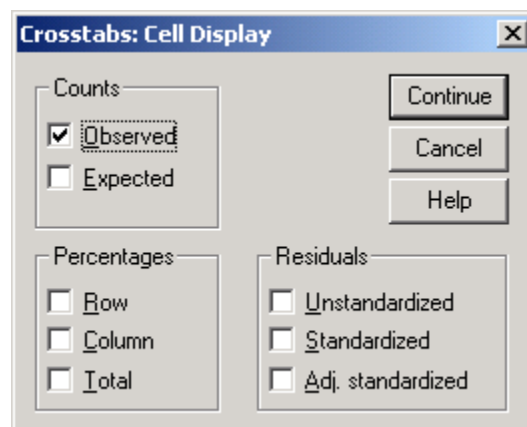 Crosstabs: Cell Display
Counts
Observed
Expected
Continue
Cancel
Help
Percentages
Row
Column
Total
Residuals
Unstandardized
Standardized
Adj. standardized